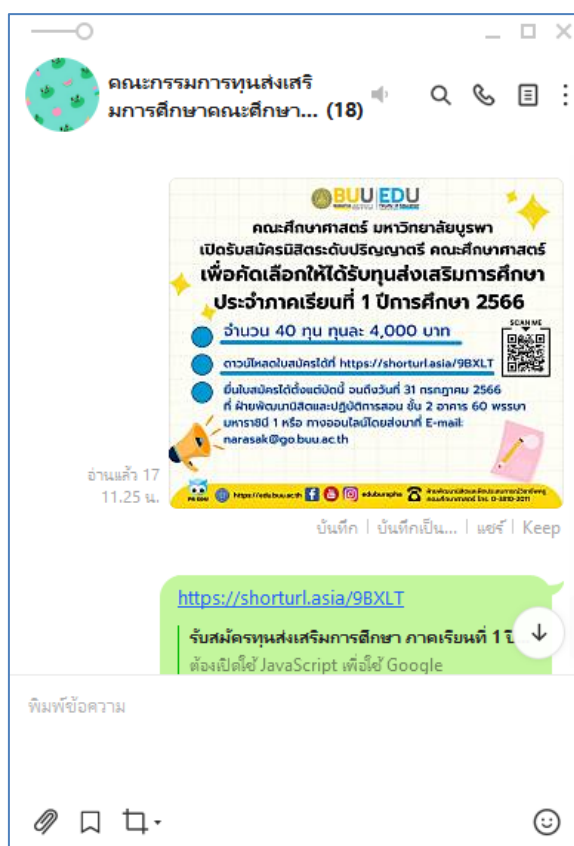 คณะกรรมการทุนส่งเสริ
มการศึกษาคณะศึกษา... (18)
BUU EDU
คณะศึกษาศาสตร์ มหาวิทยาลัยบูรพา
เปิดรับสมัครนิสิตระดับปริญญาตรี คณะศึกษาศาสตร์
เพื่อคัดเลือกให้ได้รับทุนส่งเสริมการศึกษา
ประจำภาคเรียนที่ 1 ปีการศึกษา 2566
จำนวน 40 ทุน ทุนละ 4,000 บาท
SCAN ME
ดาวน์โหลดใบสมัครได้ที่ https://shorturl.asia/9BXLT
ยื่นใบสมัครได้ตั้งแต่บัดนี้ จนถึงวันที่ 31 กรกฎาคม 2566
ที่ ฝ่ายพัฒนานิสิตและปฏิบัติการสอน ชั้น 2 อาคาร 60 พรรษา
มหาราชินี 1 หรือ ทางออนไลน์โดยส่งมาที่ E-mail:
narasak@go.buu.ac.th
PR EDU https://edu.buu.ac.th eduburapha
อ่านแล้ว 17
11.25 น.
บันทึก | บันทึกเป็น... | แชร์ | Keep
https://shorturl.asia/9BXLT
รับสมัครทุนส่งเสริมการศึกษา ภาคเรียนที่ 1 ปี
ต้องเปิดใช้ JavaScript เพื่อใช้ Google
พิมพ์ข้อความ